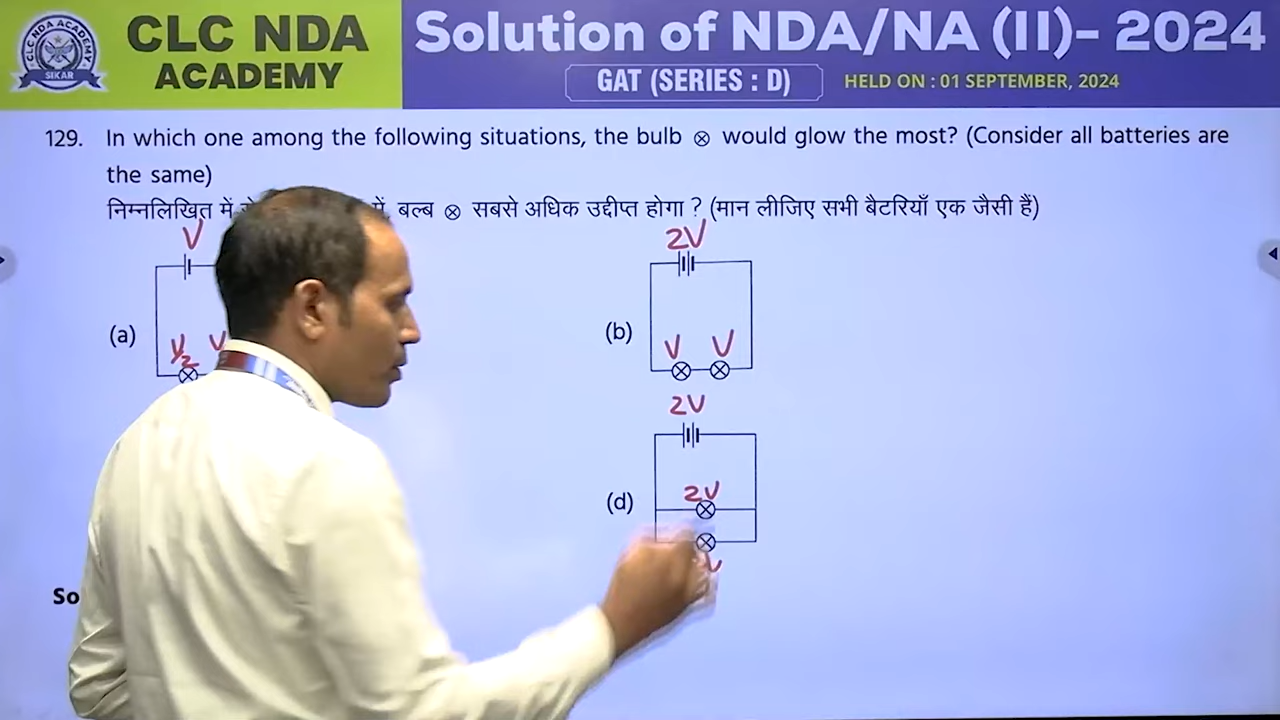 CLC NDA ACADEMY
SIKAR
CLC NDA
ACADEMY
Solution of NDA/NA (II)- 2024
GAT (SERIES : D)
HELD ON : 01 SEPTEMBER, 2024
129. In which one among the following situations, the bulb ⊗ would glow the most? (Consider all batteries are
the same)
निम्नलिखित में बल्ब ⊗ सबसे अधिक उद्दीप्त होगा ? (मान लीजिए सभी बैटरियाँ एक जैसी हैं)
V
2V
(a)
V/2 V
(b)
V V
2V
(d)
2V
So